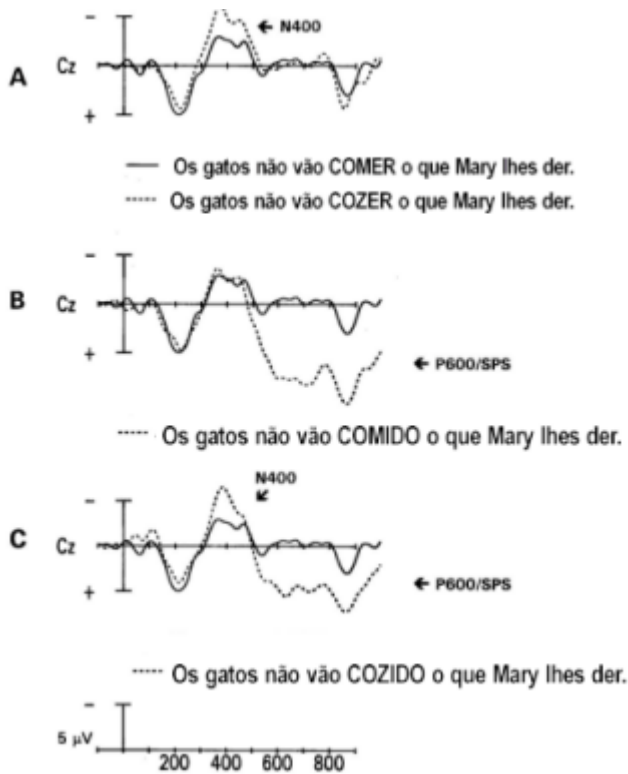 −
← N400
A
Cz
+
— Os gatos não vão COMER o que Mary lhes der.
---- Os gatos não vão COZER o que Mary lhes der.
−
B
Cz
+
← P600/SPS
---- Os gatos não vão COMIDO o que Mary lhes der.
N400
−
C
Cz
+
← P600/SPS
---- Os gatos não vão COZIDO o que Mary lhes der.
−
5 μV
200 400 600 800